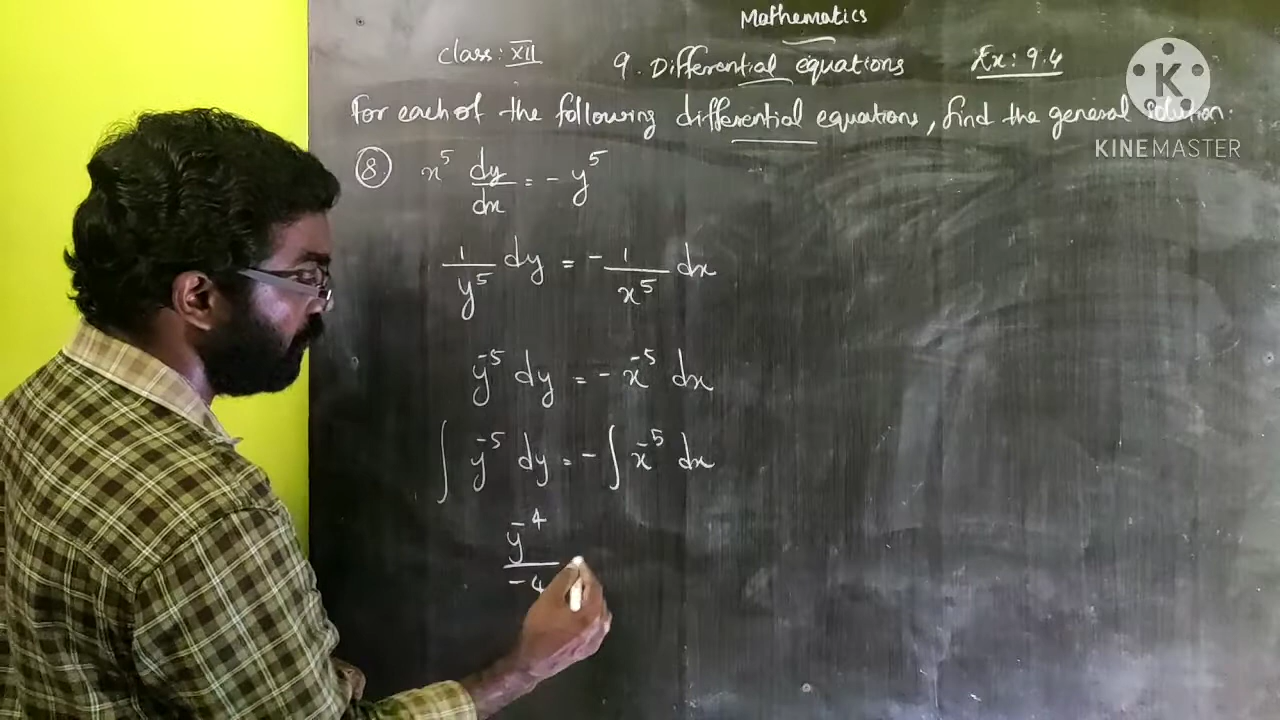 Mathematics
Class: XII 9. Differential equations Ex: 9.4
For each of the following differential equations, find the general solution.
8. x⁵ dy/dx = - y⁵
1/y⁵ dy = - 1/x⁵ dx
y⁻⁵ dy = - x⁻⁵ dx
∫ y⁻⁵ dy = - ∫ x⁻⁵ dx
y⁻⁴/-4
K
KINEMASTER